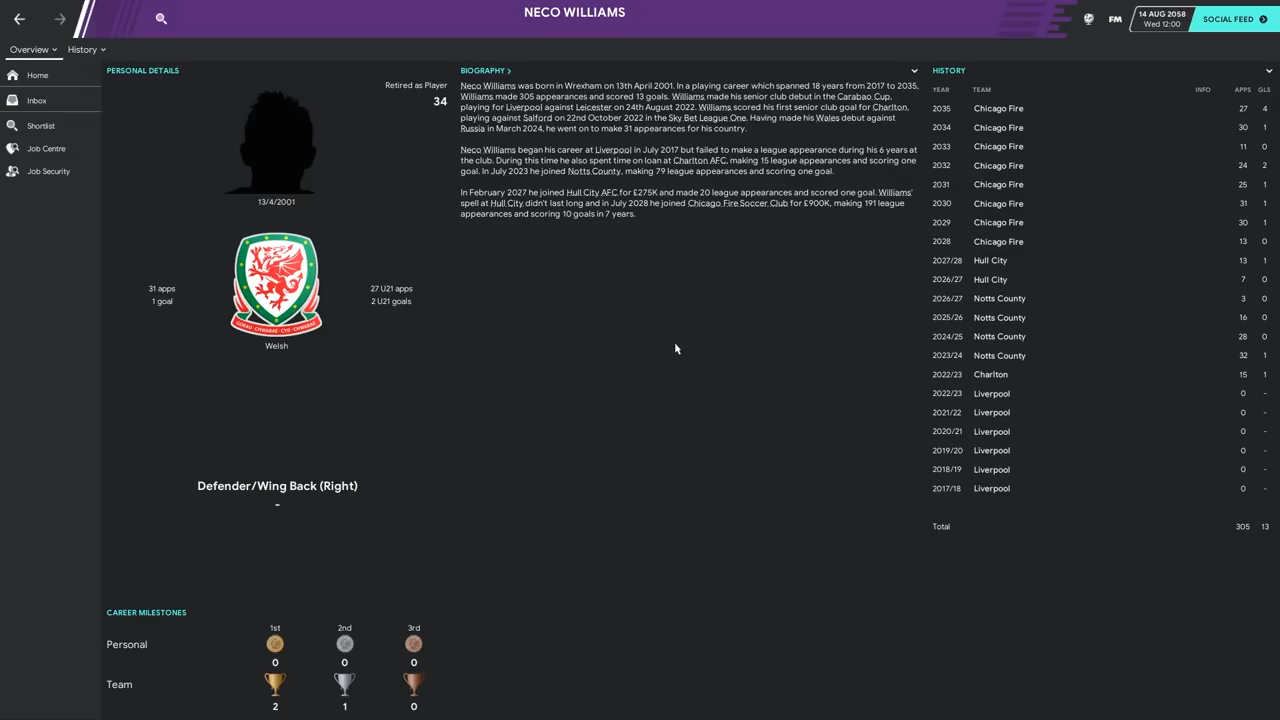 NECO WILLIAMS
14 AUG 2058
Wed 12:00
FM
SOCIAL FEED
Overview
History
Home
Inbox
Shortlist
Job Centre
Job Security
PERSONAL DETAILS
Retired as Player
34
13/4/2001
31 apps
1 goal
27 U21 apps
2 U21 goals
Welsh
Defender/Wing Back (Right)
-
CAREER MILESTONES
1st 2nd 3rd
Personal
0 0 0
Team
2 1 0
BIOGRAPHY
Neco Williams was born in Wrexham on 13th April 2001. In a playing career which spanned 18 years from 2017 to 2035,
Williams made 305 appearances and scored 13 goals. Williams made his senior club debut in the Carabao Cup,
playing for Liverpool against Leicester on 24th August 2022. Williams scored his first senior club goal for Charlton,
playing against Salford on 22nd October 2022 in the Sky Bet League One. Having made his Wales debut against
Russia in March 2024, he went on to make 31 appearances for his country.
Neco Williams began his career at Liverpool in July 2017 but failed to make a league appearance during his 6 years at
the club. During this time he also spent time on loan at Charlton AFC, making 15 league appearances and scoring one
goal. In July 2023 he joined Notts County, making 79 league appearances and scoring one goal.
In February 2027 he joined Hull City AFC for £275K and made 20 league appearances and scored one goal. Williams'
spell at Hull City didn't last long and in July 2028 he joined Chicago Fire Soccer Club for £900K, making 191 league
appearances and scoring 10 goals in 7 years.
HISTORY
YEAR TEAM INFO APPS GLS
2035 Chicago Fire 27 4
2034 Chicago Fire 30 1
2033 Chicago Fire 11 0
2032 Chicago Fire 24 2
2031 Chicago Fire 25 1
2030 Chicago Fire 31 1
2029 Chicago Fire 30 1
2028 Chicago Fire 13 0
2027/28 Hull City 13 1
2026/27 Hull City 7 0
2026/27 Notts County 3 0
2025/26 Notts County 16 0
2024/25 Notts County 28 0
2023/24 Notts County 32 1
2022/23 Charlton 15 1
2022/23 Liverpool 0 -
2021/22 Liverpool 0 -
2020/21 Liverpool 0 -
2019/20 Liverpool 0 -
2018/19 Liverpool 0 -
2017/18 Liverpool 0 -
Total 305 13